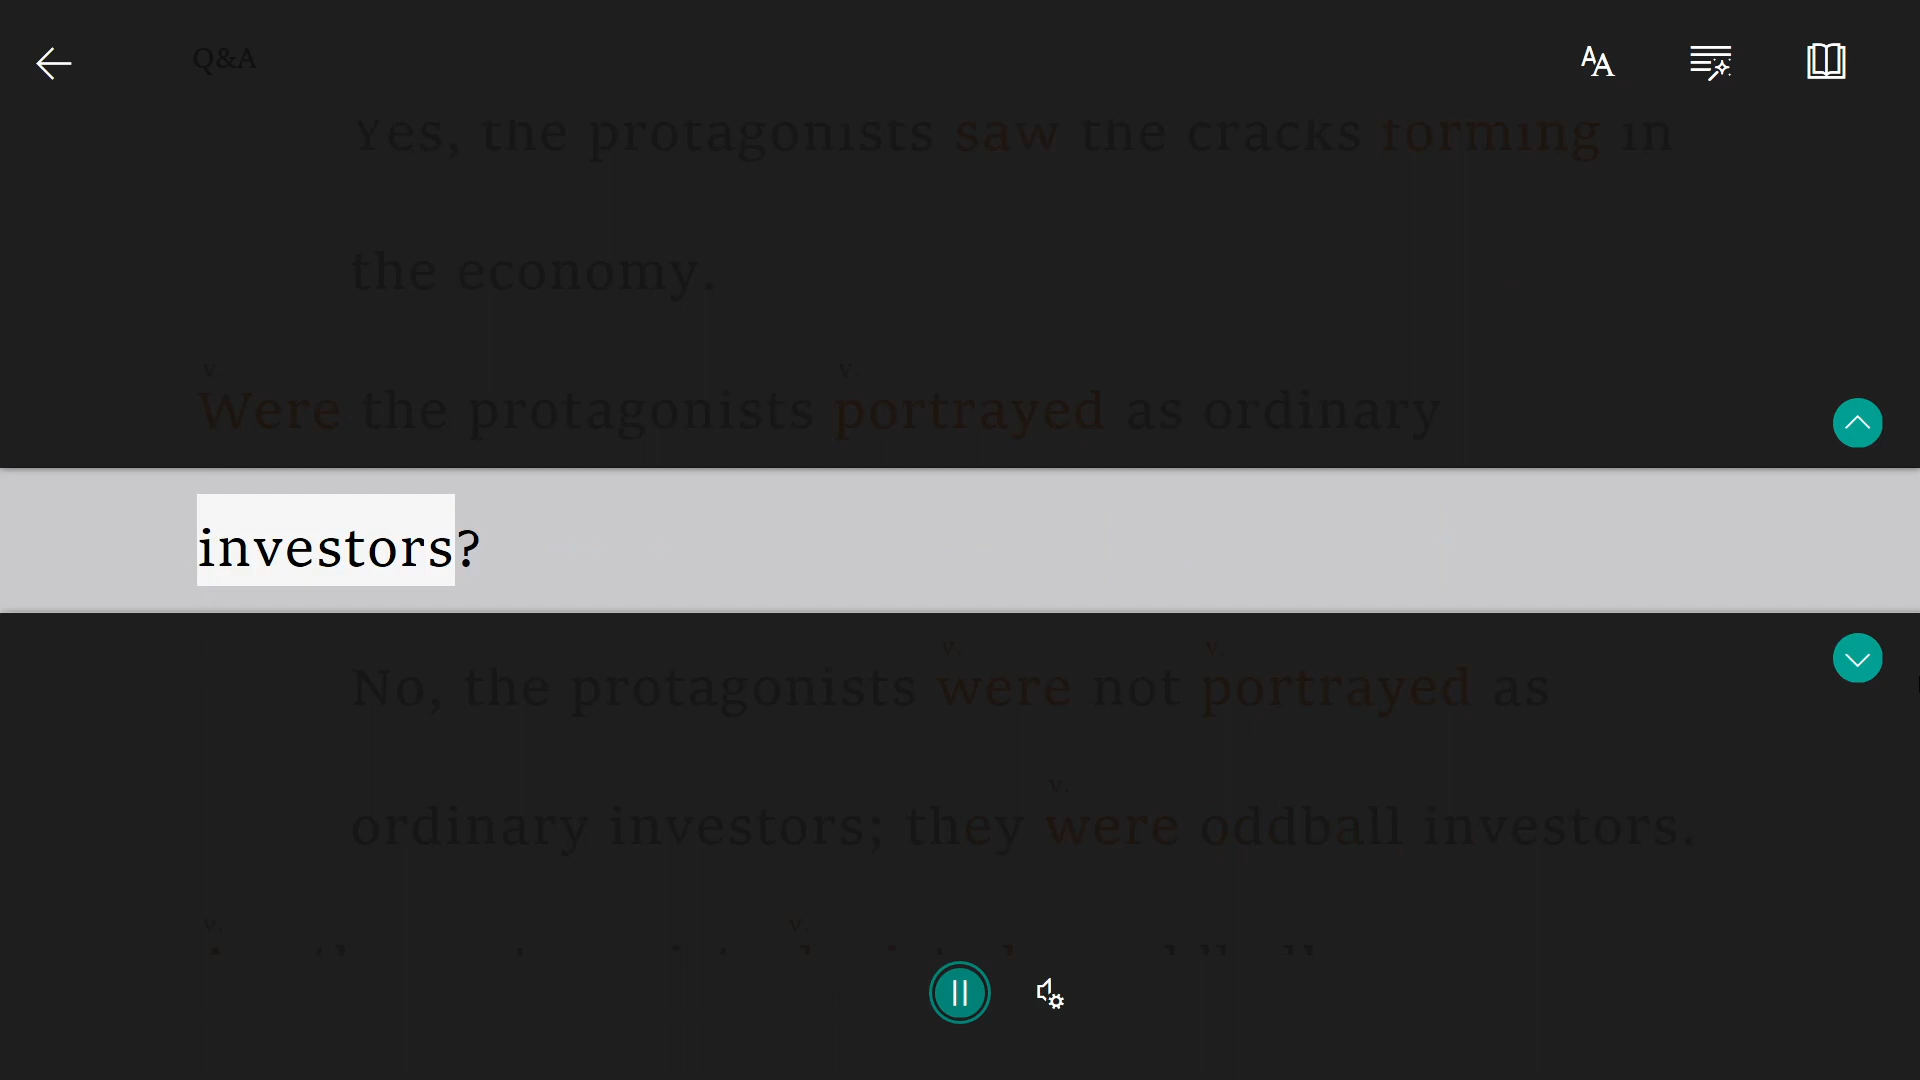 Q&A
Yes, the protagonists saw the cracks forming in
the economy.
v. v.
Were the protagonists portrayed as ordinary
investors?
v. v.
No, the protagonists were not portrayed as
v.
ordinary investors; they were oddball investors.
v. v.